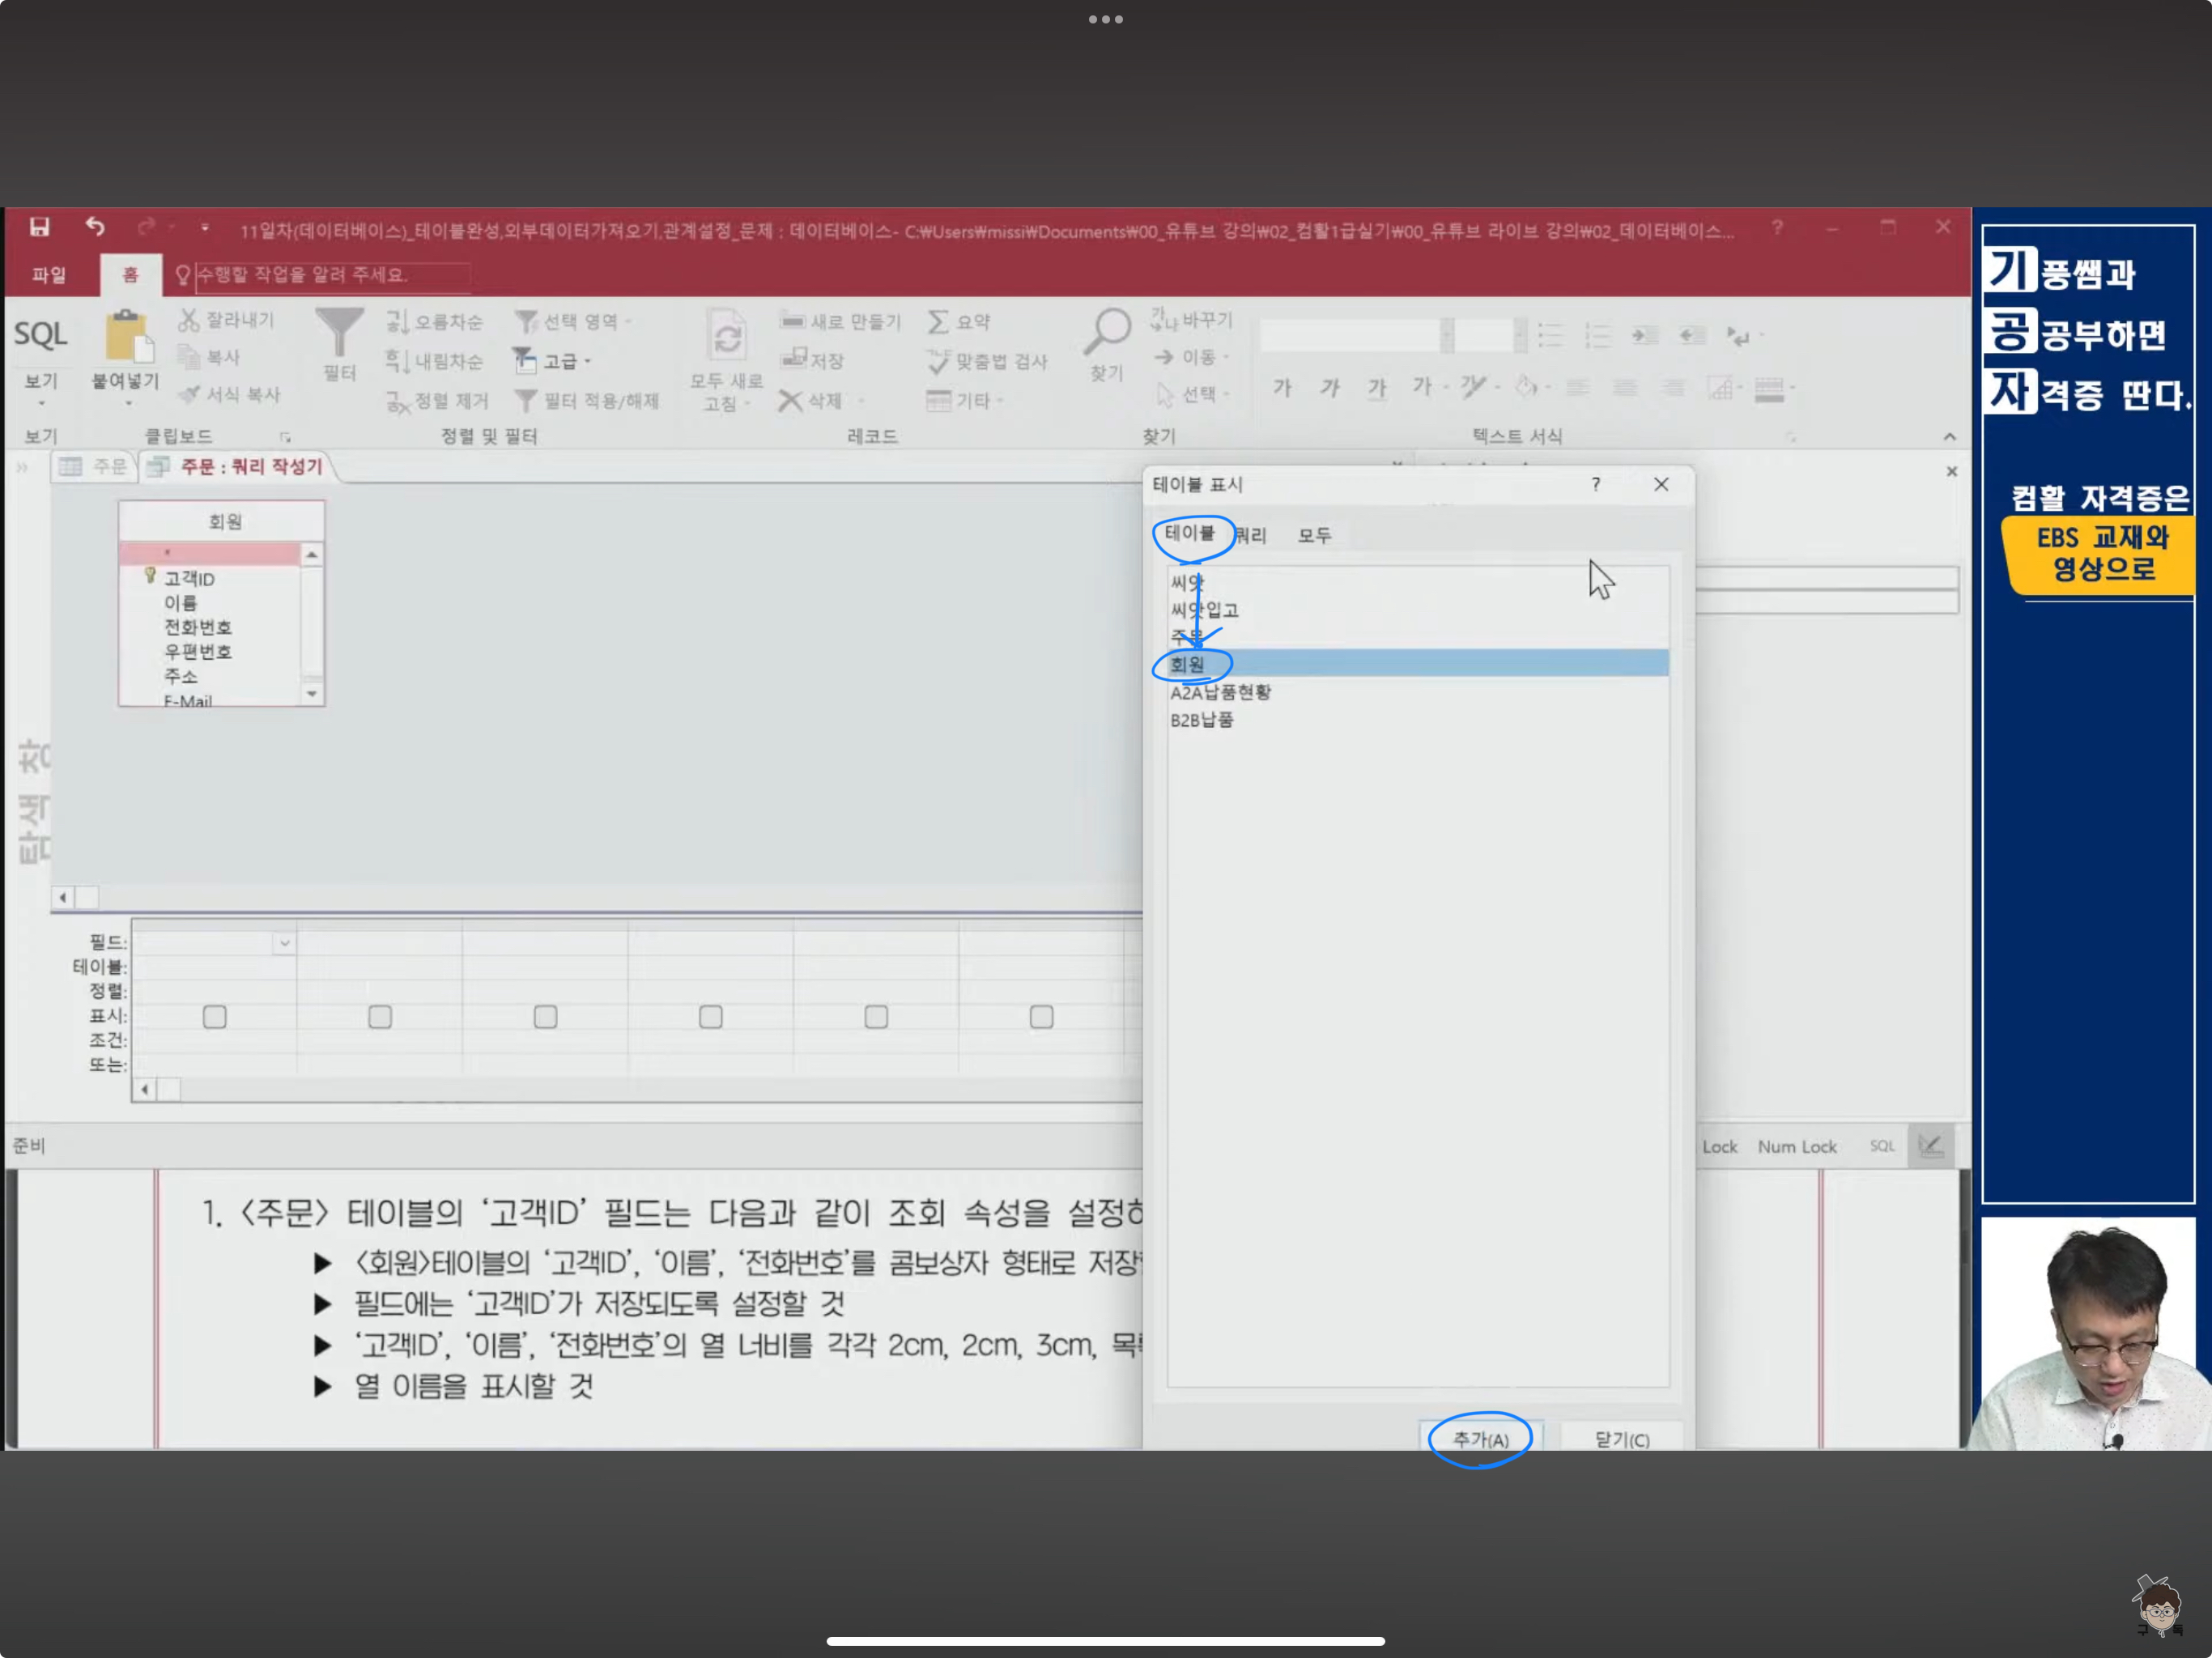 11일차(데이터베이스)_테이블완성,외부데이터가져오기,관계설정_문제 : 데이터베이스- C:₩Users₩missi₩Documents₩00_유튜브 강의₩02_컴활1급실기₩00_유튜브 라이브 강의₩02_데이터베이스...
파일
홈
수행할 작업을 알려 주세요.
SQL
보기
보기
붙여넣기
잘라내기
복사
서식 복사
클립보드
필터
오름차순
내림차순
정렬 제거
선택 영역
고급
필터 적용/해제
정렬 및 필터
모두 새로
고침
새로 만들기
저장
삭제
요약
맞춤법 검사
기타
레코드
찾기
바꾸기
이동
선택
찾기
가 가 가 가
텍스트 서식
주문
주문 : 쿼리 작성기
탐색 창
회원
*
고객ID
이름
전화번호
우편번호
주소
E-Mail
필드:
테이블:
정렬:
표시:
조건:
또는:
테이블 표시
테이블
쿼리
모두
씨앗
씨앗입고
주문
회원
A2A납품현황
B2B납품
추가(A)
닫기(C)
준비
Lock
Num Lock
SQL
1. <주문> 테이블의 ‘고객ID’ 필드는 다음과 같이 조회 속성을 설정하
▶ <회원>테이블의 ‘고객ID’, ‘이름’, ‘전화번호’를 콤보상자 형태로 저장
▶ 필드에는 ‘고객ID’가 저장되도록 설정할 것
▶ ‘고객ID’, ‘이름’, ‘전화번호’의 열 너비를 각각 2cm, 2cm, 3cm, 목
▶ 열 이름을 표시할 것
기풍쌤과
공공부하면
자격증 딴다.
컴활 자격증은
EBS 교재와
영상으로
구 독